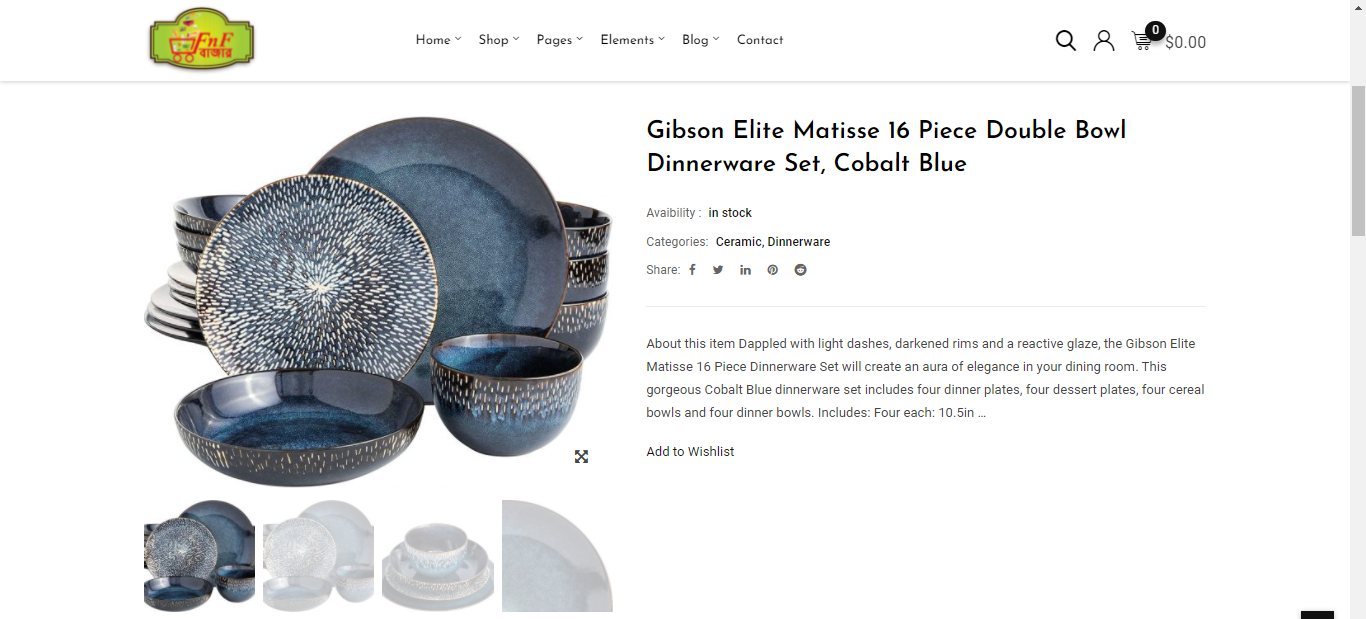 FnF
বাজার
Home
Shop
Pages
Elements
Blog
Contact
0
$0.00
Gibson Elite Matisse 16 Piece Double Bowl
Dinnerware Set, Cobalt Blue
Avaibility : in stock
Categories: Ceramic, Dinnerware
Share:
About this item Dappled with light dashes, darkened rims and a reactive glaze, the Gibson Elite
Matisse 16 Piece Dinnerware Set will create an aura of elegance in your dining room. This
gorgeous Cobalt Blue dinnerware set includes four dinner plates, four dessert plates, four cereal
bowls and four dinner bowls. Includes: Four each: 10.5in …
Add to Wishlist